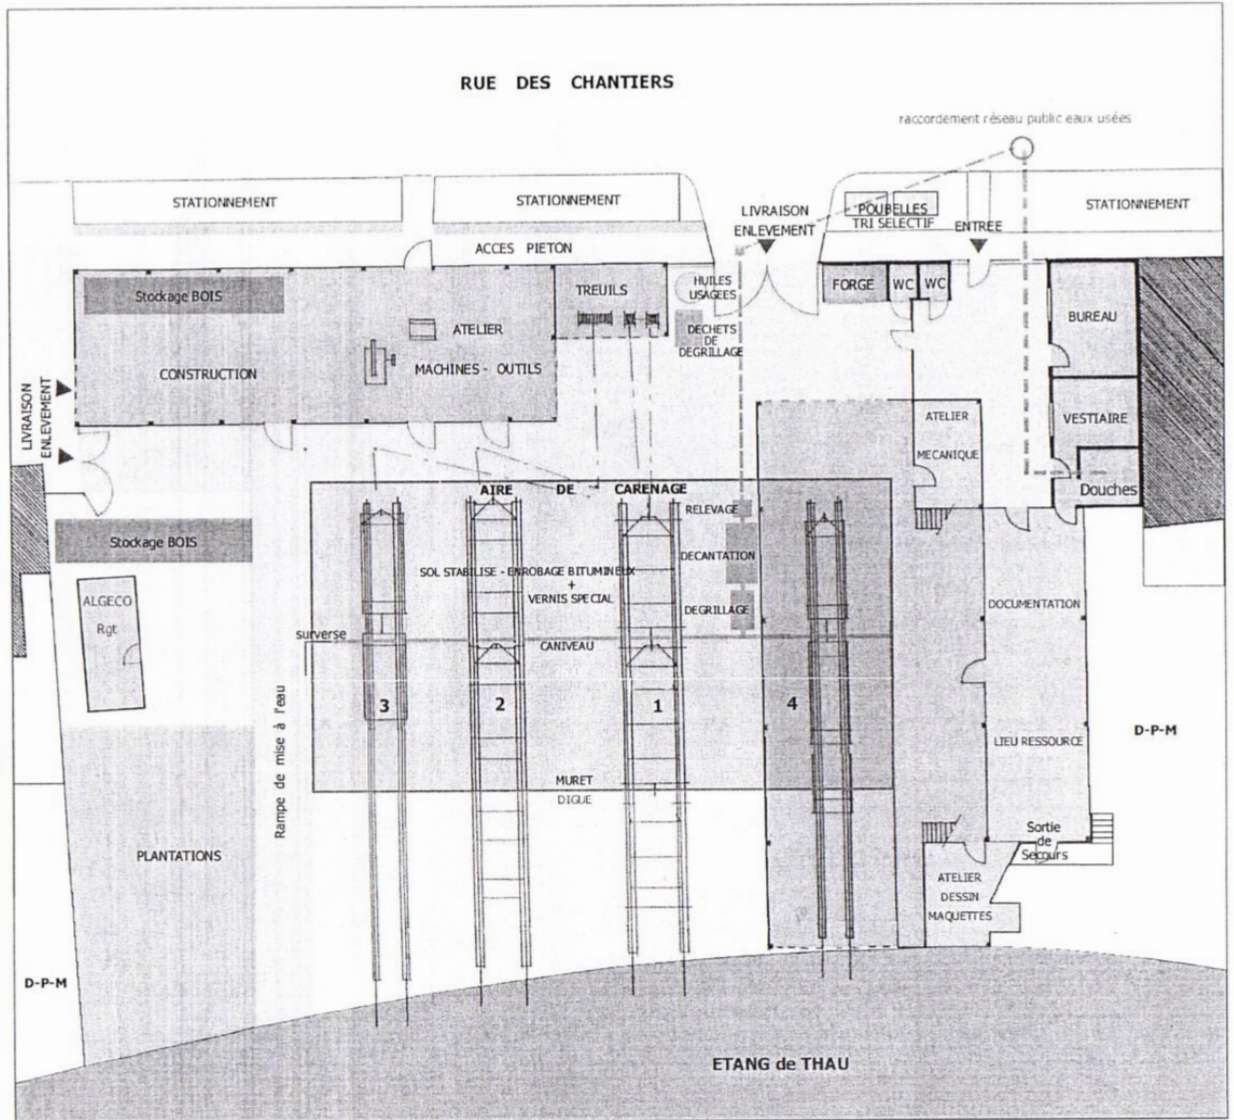 RUE DES CHANTIERS
raccordement réseau public eaux usées
STATIONNEMENT
STATIONNEMENT
LIVRAISON
ENLEVEMENT
POUBELLES
TRI SELECTIF
ENTREE
STATIONNEMENT
ACCES PIETON
Stockage BOIS
TREUILS
HUILES
USAGEES
FORGE
WC
WC
BUREAU
ATELIER
DECHETS
DE
DEGRILLAGE
CONSTRUCTION
MACHINES - OUTILS
LIVRAISON
ENLEVEMENT
ATELIER
MECANIQUE
VESTIAIRE
Douches
AIRE DE CARENAGE
RELEVAGE
Stockage BOIS
DECANTATION
SOL STABILISE - ENROBAGE BITUMINEUX
+
VERNIS SPECIAL
ALGECO
Rgt
DEGRILLAGE
DOCUMENTATION
surverse
CANIVEAU
3
2
1
4
Rampe de mise à l'eau
LIEU RESSOURCE
D-P-M
MURET
DIGUE
PLANTATIONS
Sortie
de
Secours
ATELIER
DESSIN
MAQUETTES
D-P-M
ETANG de THAU